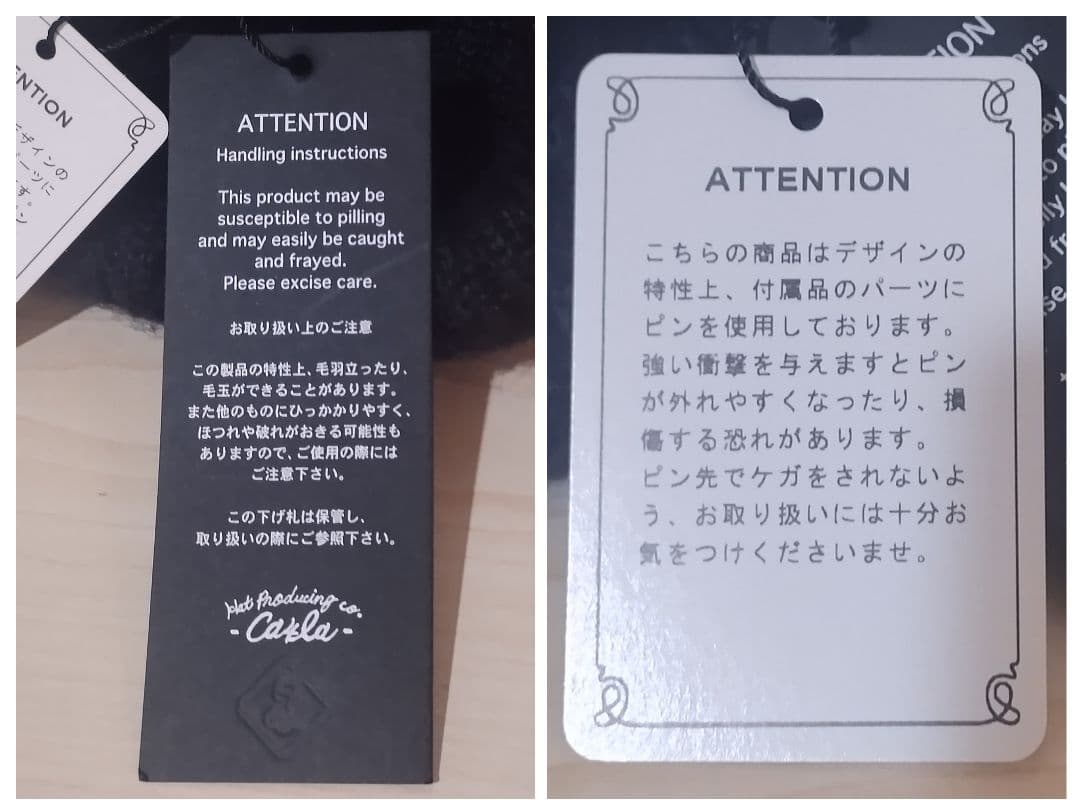 ENTION
ATTENTION
Handling instructions
This product may be
susceptible to pilling
and may easily be caught
and frayed.
Please excise care.
お取り扱い上のご注意
この製品の特性上、毛羽立ったり、
毛玉ができることがあります。
また他のものにひっかかりやすく、
ほつれや破れがおきる可能性も
ありますので、ご使用の際には
ご注意下さい。
この下げ札は保管し、
取り扱いの際にご参照下さい。
Producing co.
ATTENTION
こちらの商品はデザインの
特性上、付属品のパーツに
ピンを使用しております。
強い衝撃を与えますとピン
が外れやすくなったり、損
傷する恐れがあります。
ピン先でケガをされないよ
う、お取り扱いには十分お
気をつけくださいませ。
TION
ons